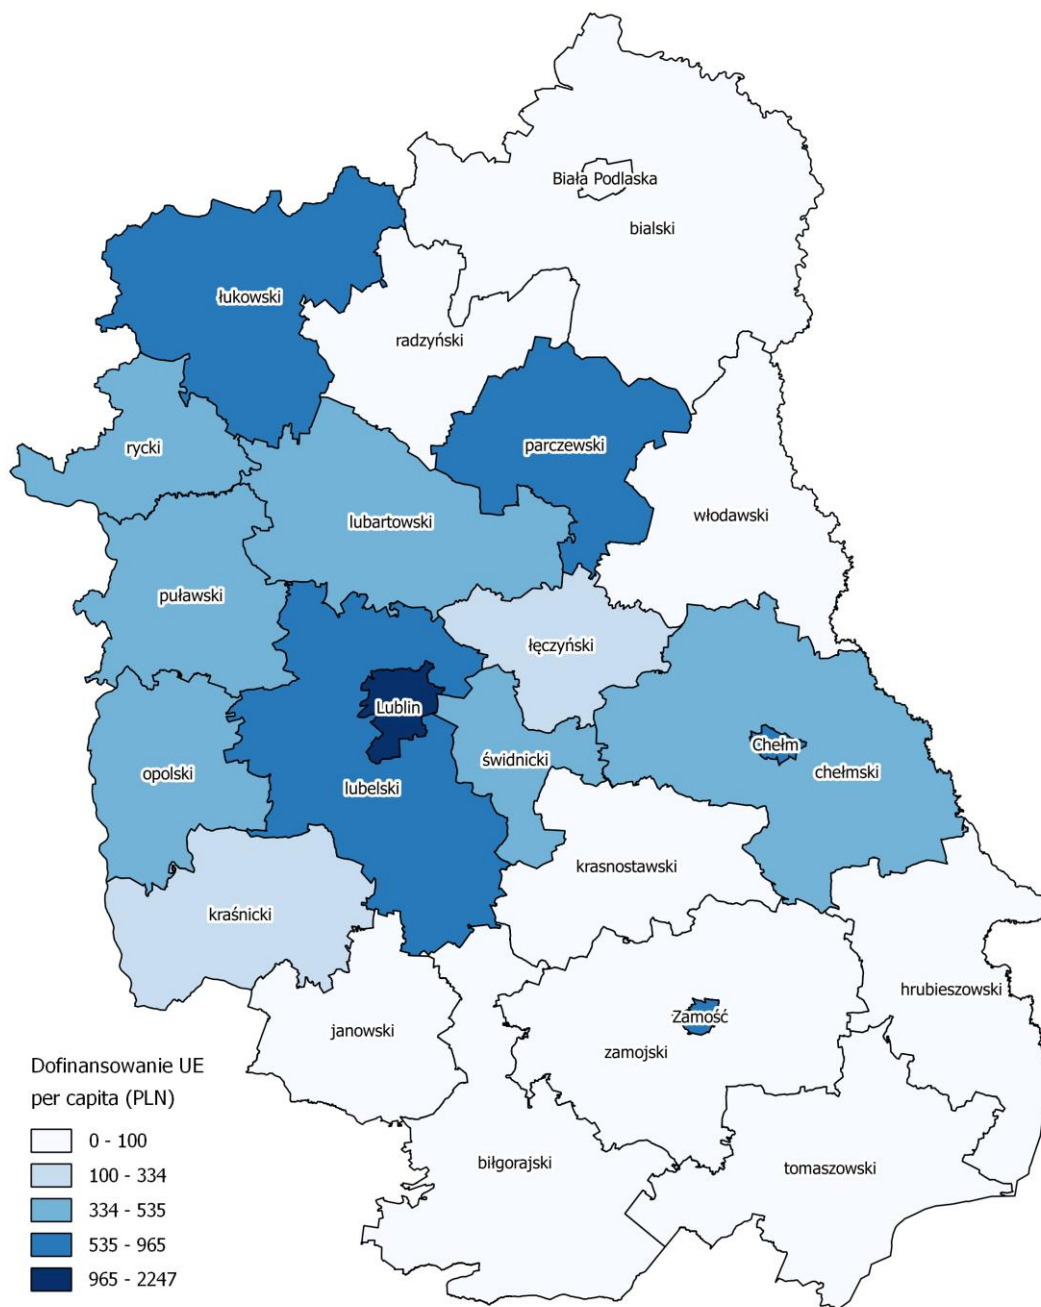 Biała Podlaska
bialski
łukowski
radzyński
rycki
parczewski
lubartowski
włodawski
puławski
łęczyński
Lublin
Chełm
opolski
świdnicki
chełmski
lubelski
krasnostawski
kraśnicki
hrubieszowski
Zamość
janowski
zamojski
biłgorajski
tomaszowski
Dofinansowanie UE
per capita (PLN)
0 - 100
100 - 334
334 - 535
535 - 965
965 - 2247